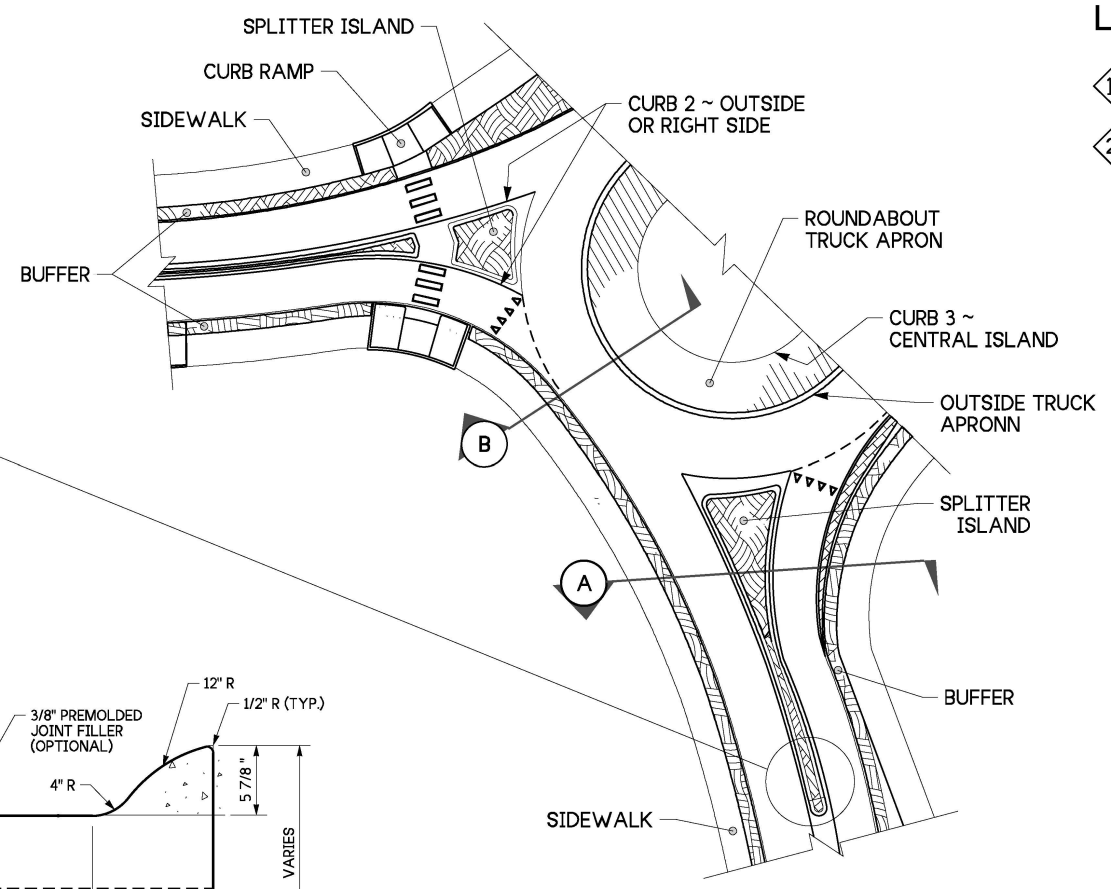 SPLITTER ISLAND
CURB RAMP
SIDEWALK
CURB 2 ~ OUTSIDE
OR RIGHT SIDE
BUFFER
ROUNDABOUT
TRUCK APRON
CURB 3 ~
CENTRAL ISLAND
OUTSIDE TRUCK
APRONN
B
SPLITTER
ISLAND
A
BUFFER
SIDEWALK
12" R
1/2" R (TYP.)
3/8" PREMOLDED
JOINT FILLER
(OPTIONAL)
4" R
5 7/8"
VARIES
L
1
2